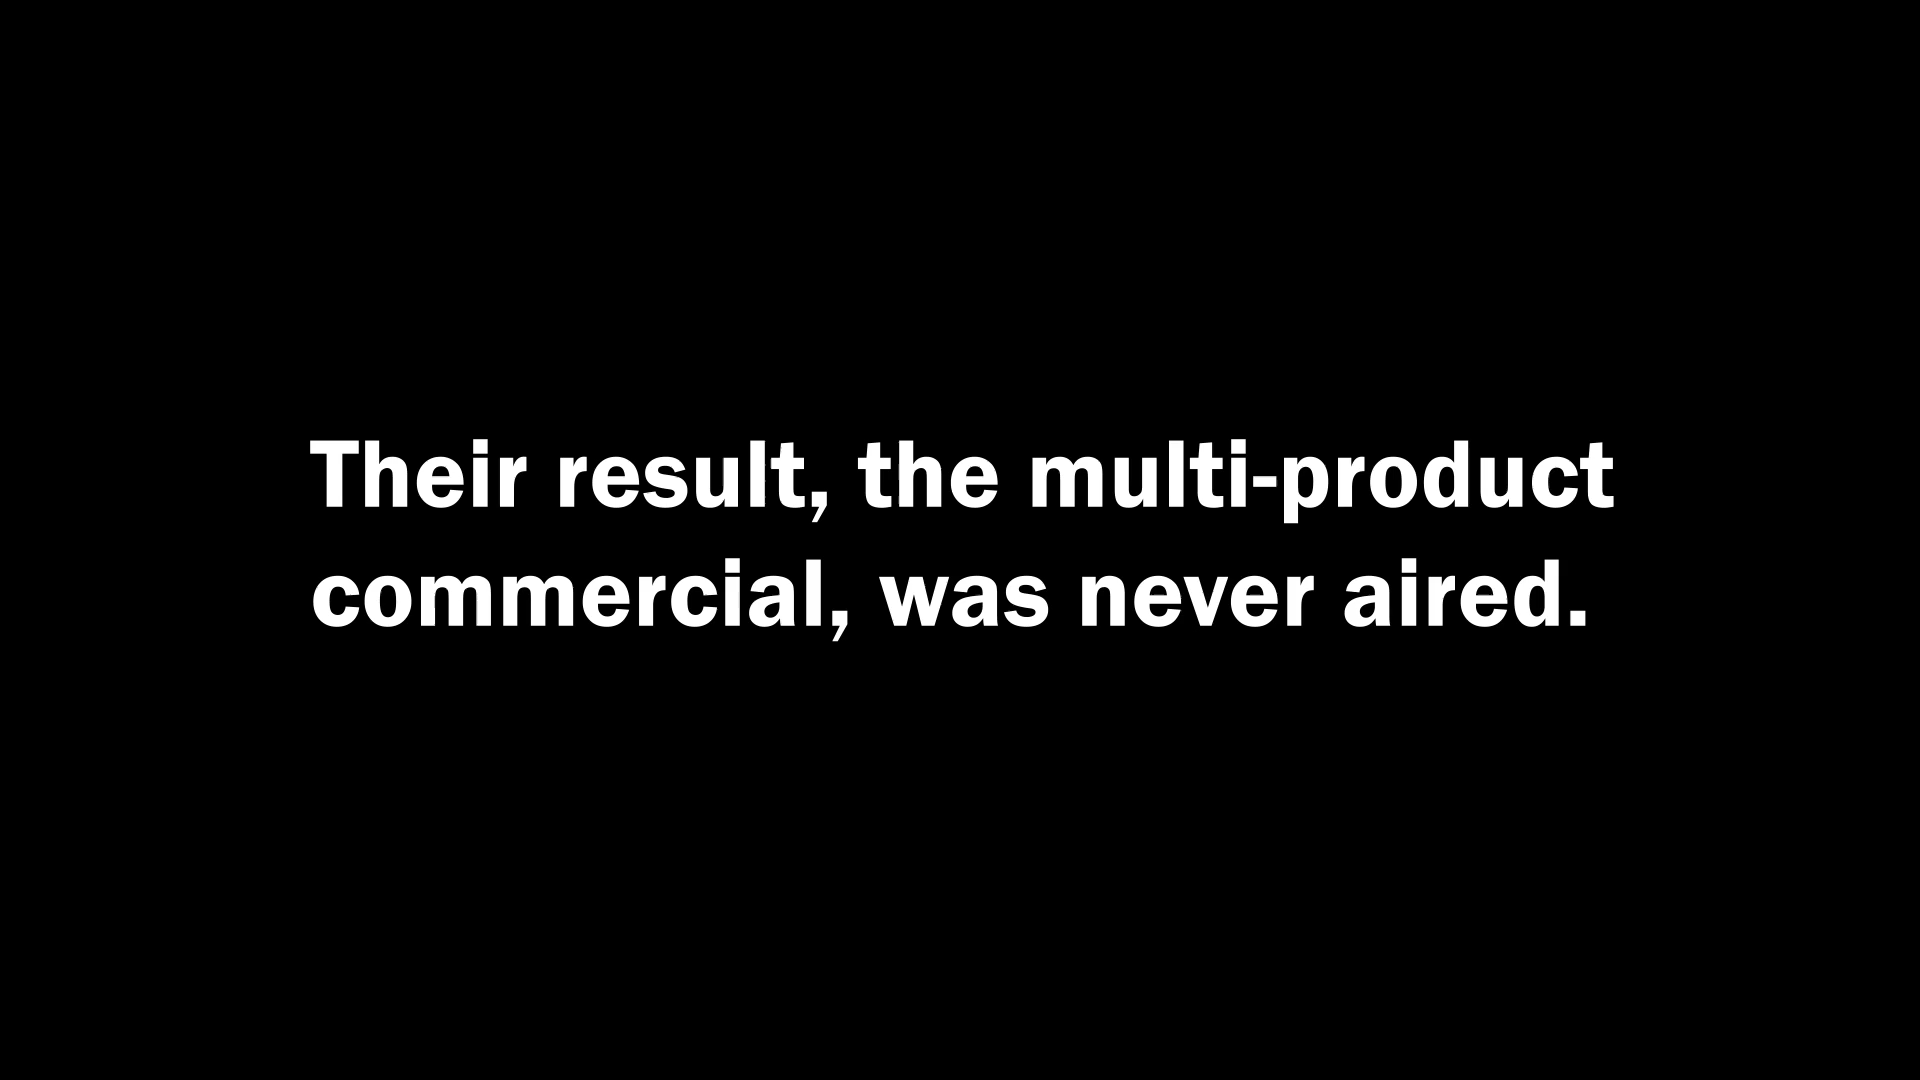 Their result, the multi-product
commercial, was never aired.